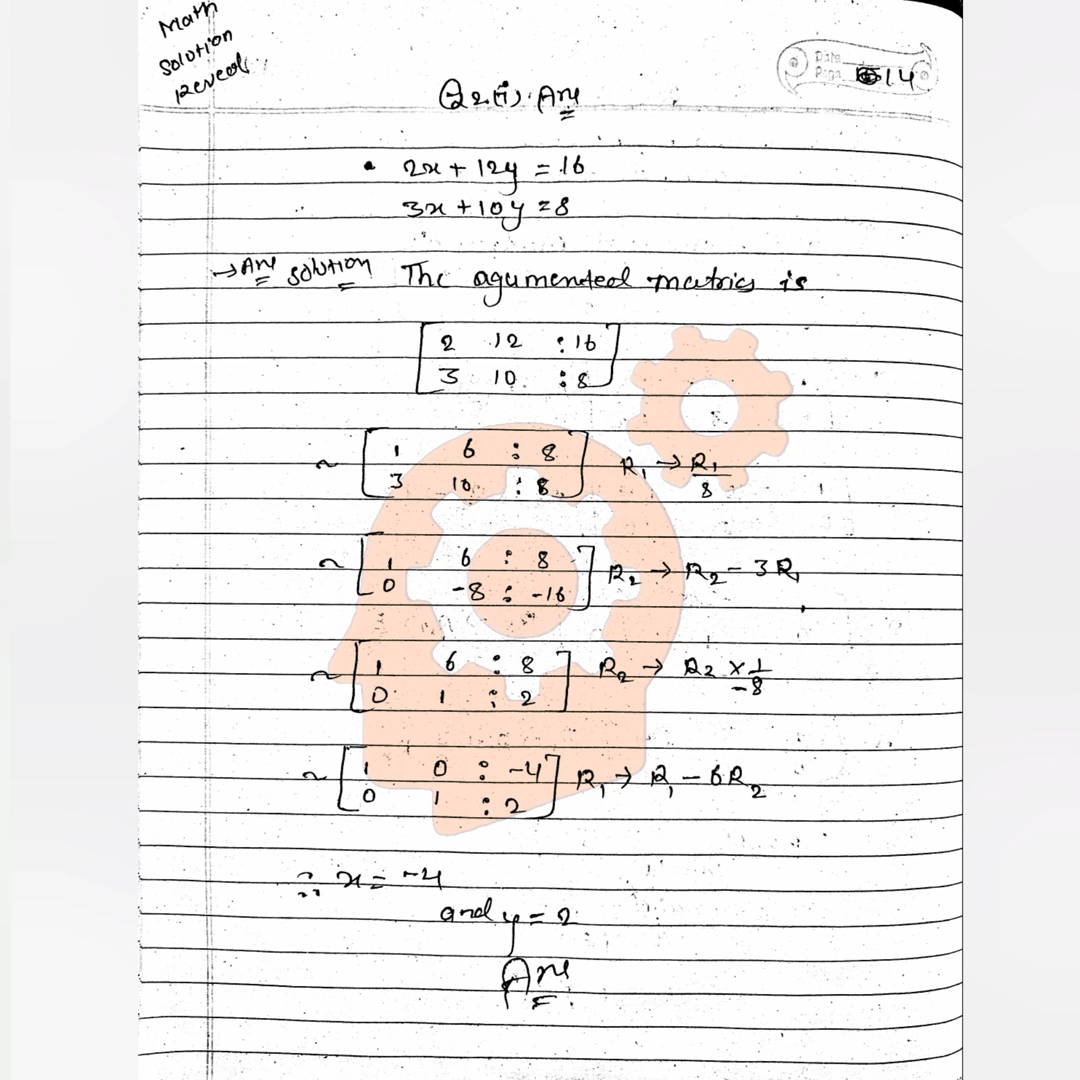 Math
Solution
Reveal
Date
Page 14
Q2(i). Ans
• 2x + 12y = 16
3x + 10y = 8
→ Ans solution The agumenteed matrics is
[ 2 12 : 16
3 10 : 8 ]
~ [ 1 6 : 8
3 10 : 8 ] R₁ → R₁/8
~ [ 1 6 : 8
0 -8 : -16 ] R₂ → R₂ - 3R₁
~ [ 1 6 : 8
0 1 : 2 ] R₂ → R₂ × 1/-8
~ [ 1 0 : -4
0 1 : 2 ] R₁ → R₁ - 6R₂
∴ x = -4
and y = 2
Ans